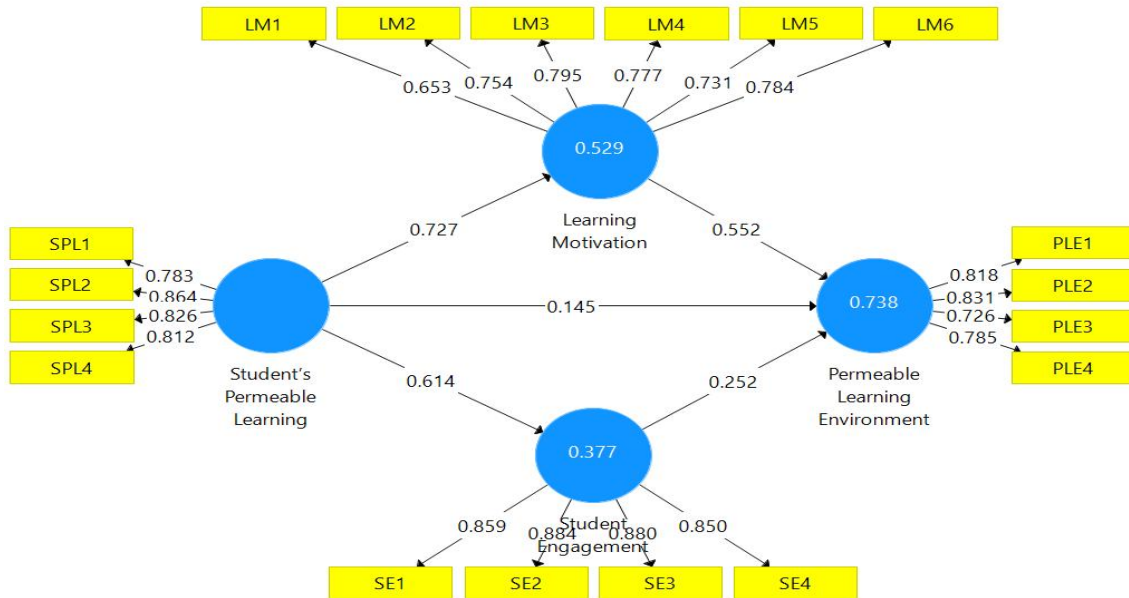 LM1 LM2 LM3 LM4 LM5 LM6
0.653 0.754 0.795 0.777 0.731 0.784
0.529
Learning
Motivation
0.727
0.552
SPL1
SPL2
SPL3
SPL4
0.783
0.864
0.826
0.812
Student's
Permeable
Learning
0.145
PLE1
PLE2
PLE3
PLE4
0.818
0.831
0.726
0.785
0.738
Permeable
Learning
Environment
0.614
0.252
0.377
Student
Engagement
0.859 0.884 0.880 0.850
SE1 SE2 SE3 SE4